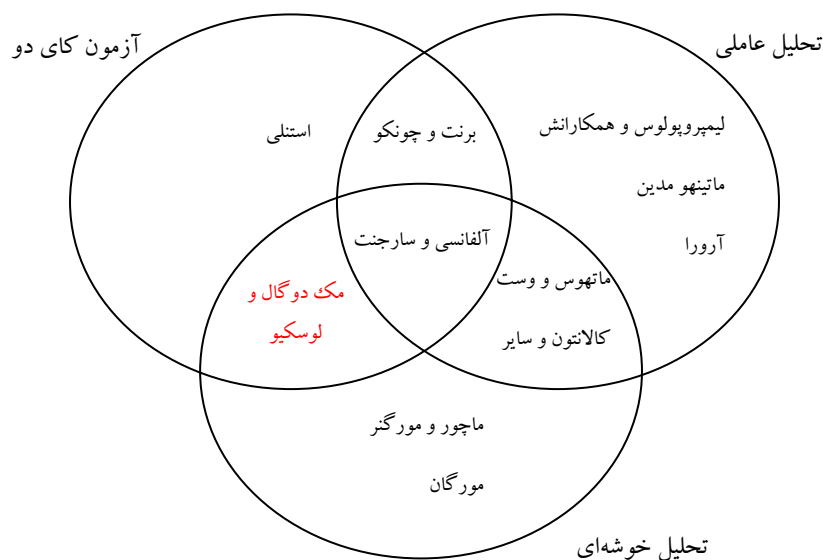 تحلیل عاملی
آزمون کای دو
لیمپروپولوس و همکارانش
برنت و چونکو
استنلی
ماتینهو مدین
آلفانسی و سارجنت
آرورا
ماتهوس و وست
مک دوگال و
لوسکیو
کالانتون و سایر
ماچور و مورگنر
مورگان
تحلیل خوشه‌ای